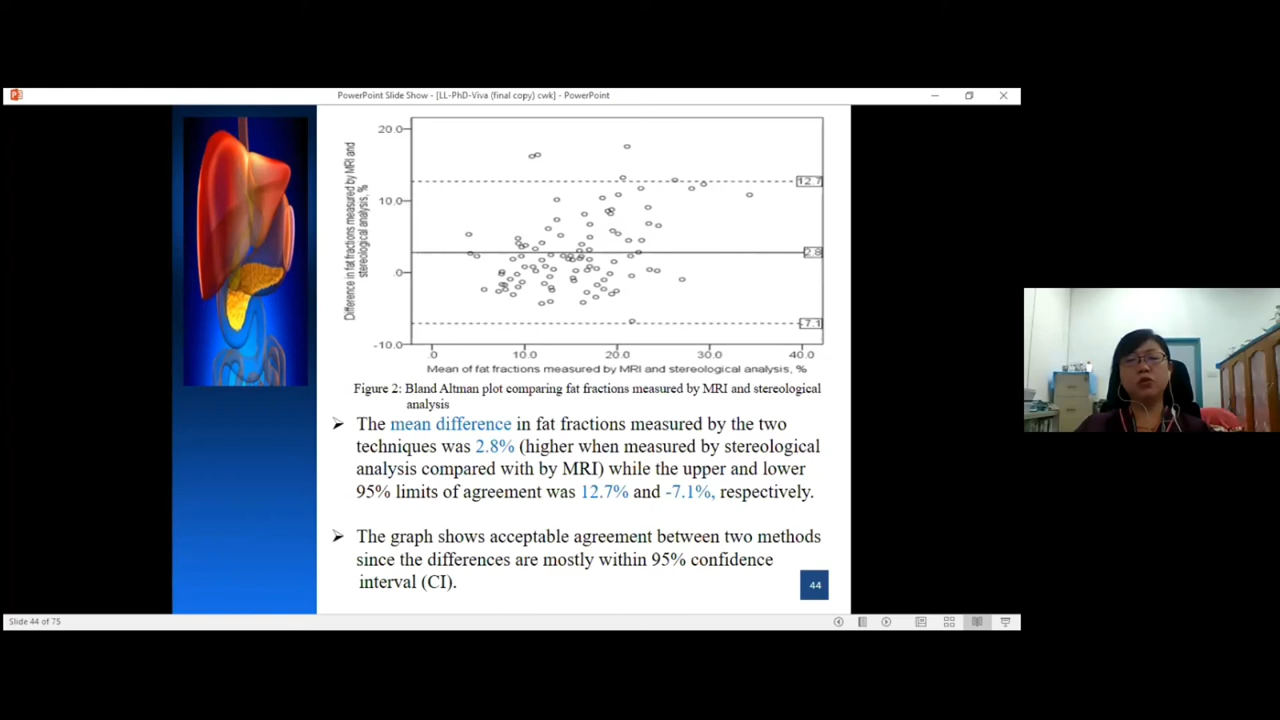 PowerPoint Slide Show - [LL-PhD-Viva (final copy) cwk] - PowerPoint
Difference in fat fractions measured by MRI and
stereological analysis, %
20.0
10.0
.0
-10.0
12.7
2.8
-7.1
.0 10.0 20.0 30.0 40.0
Mean of fat fractions measured by MRI and stereological analysis, %
Figure 2: Bland Altman plot comparing fat fractions measured by MRI and stereological
analysis
➢ The mean difference in fat fractions measured by the two
techniques was 2.8% (higher when measured by stereological
analysis compared with by MRI) while the upper and lower
95% limits of agreement was 12.7% and -7.1%, respectively.
➢ The graph shows acceptable agreement between two methods
since the differences are mostly within 95% confidence
interval (CI).
44
Slide 44 of 75